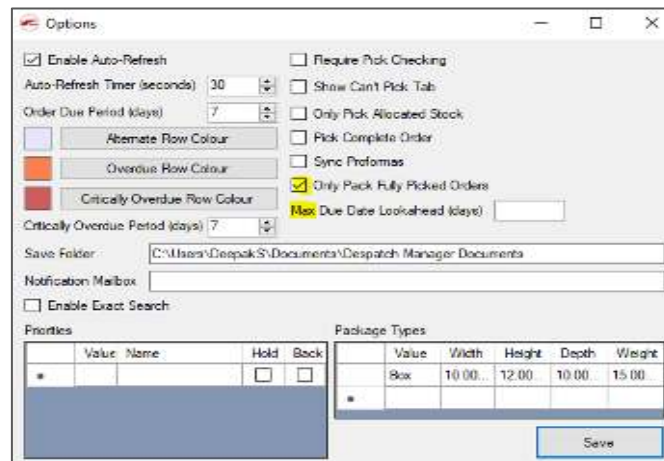 Options
Enable Auto-Refresh
Auto-Refresh Timer (seconds) 30
Order Due Period (days) 7
Alternate Row Colour
Overdue Row Colour
Critically Overdue Row Colour
Critically Overdue Period (days) 7
Require Pick Checking
Show Can't Pick Tab
Only Pick Allocated Stock
Pick Complete Order
Sync Proformas
Only Pack Fully Picked Orders
Max Due Date Lookahead (days)
Save Folder C:\Users\DeepakS\Documents\Despatch Manager Documents
Notification Mailbox
Enable Exact Search
Priorities
Value Name Hold Back
Package Types
Value Width Height Depth Weight
Box 10.00... 12.00... 10.00... 15.00...
Save